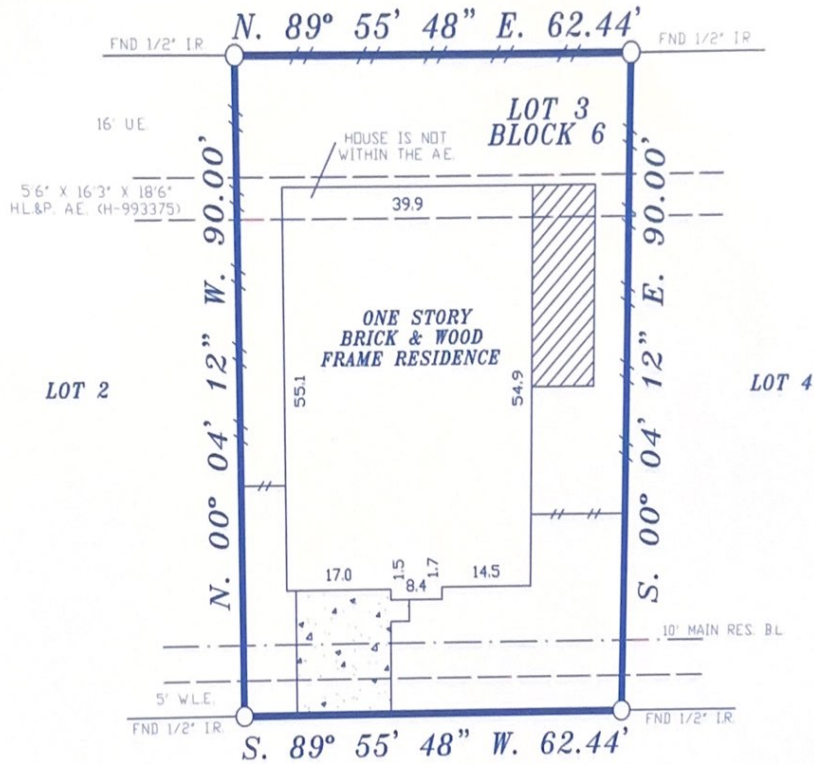 N. 89° 55' 48" E. 62.44'
FND 1/2" I.R.
FND 1/2" I.R
16' U.E.
LOT 3
BLOCK 6
HOUSE IS NOT
WITHIN THE A.E.
5'6" X 16'3" X 18'6"
H.L.&P. A.E. (H-993375)
39.9
N. 00° 04' 12" W. 90.00'
S. 00° 04' 12" E. 90.00'
ONE STORY
BRICK & WOOD
FRAME RESIDENCE
LOT 2
55.1
54.9
LOT 4
17.0
1.5
8.4
1.7
14.5
10' MAIN RES. B.L.
5' W.L.E.
FND 1/2" I.R.
FND 1/2" I.R.
S. 89° 55' 48" W. 62.44'